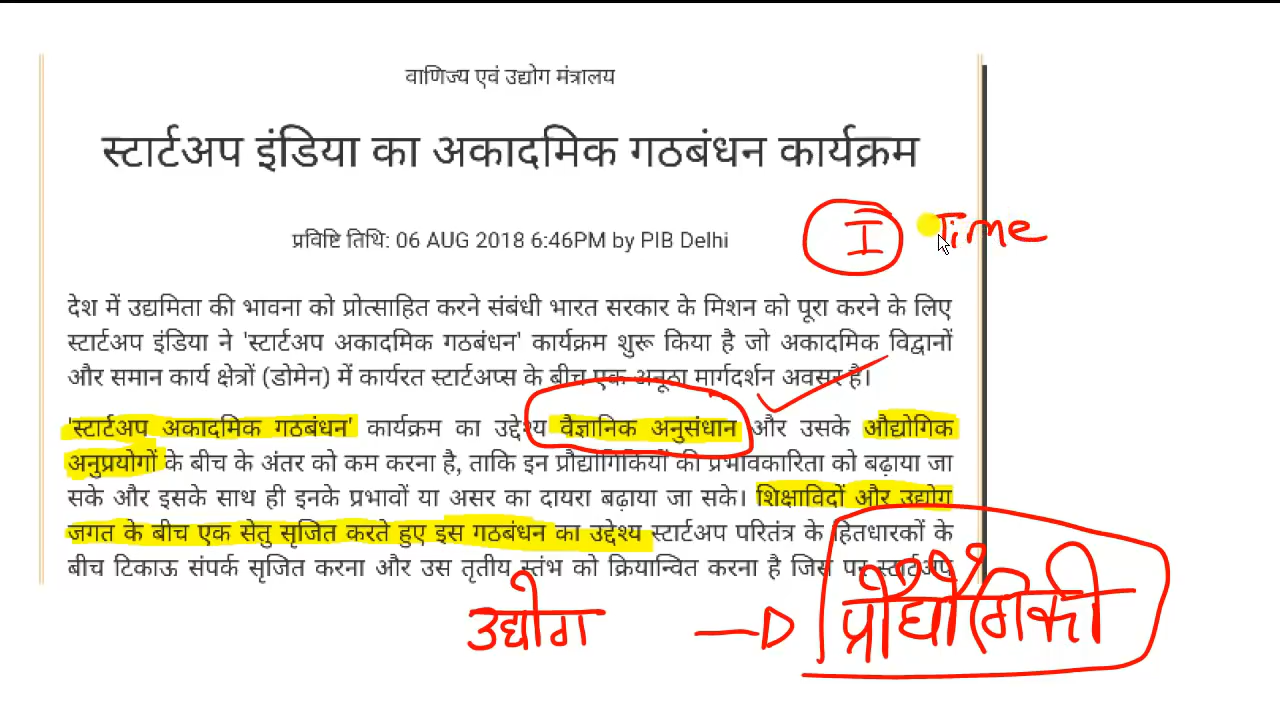 वाणिज्य एवं उद्योग मंत्रालय
स्टार्टअप इंडिया का अकादमिक गठबंधन कार्यक्रम
प्रविष्टि तिथि: 06 AUG 2018 6:46PM by PIB Delhi
I Time
देश में उद्यमिता की भावना को प्रोत्साहित करने संबंधी भारत सरकार के मिशन को पूरा करने के लिए
स्टार्टअप इंडिया ने 'स्टार्टअप अकादमिक गठबंधन' कार्यक्रम शुरू किया है जो अकादमिक विद्वानों
और समान कार्य क्षेत्रों (डोमेन) में कार्यरत स्टार्टअप्स के बीच एक अनूठा मार्गदर्शन अवसर है।
'स्टार्टअप अकादमिक गठबंधन' कार्यक्रम का उद्देश्य वैज्ञानिक अनुसंधान और उसके औद्योगिक
अनुप्रयोगों के बीच के अंतर को कम करना है, ताकि इन प्रौद्योगिकियों की प्रभावकारिता को बढ़ाया जा
सके और इसके साथ ही इनके प्रभावों या असर का दायरा बढ़ाया जा सके। शिक्षाविदों और उद्योग
जगत के बीच एक सेतु सृजित करते हुए इस गठबंधन का उद्देश्य स्टार्टअप परितंत्र के हितधारकों के
बीच टिकाऊ संपर्क सृजित करना और उस तृतीय स्तंभ को क्रियान्वित करना है जिस पर स्टार्टअप
उद्योग प्रौद्योगिकी